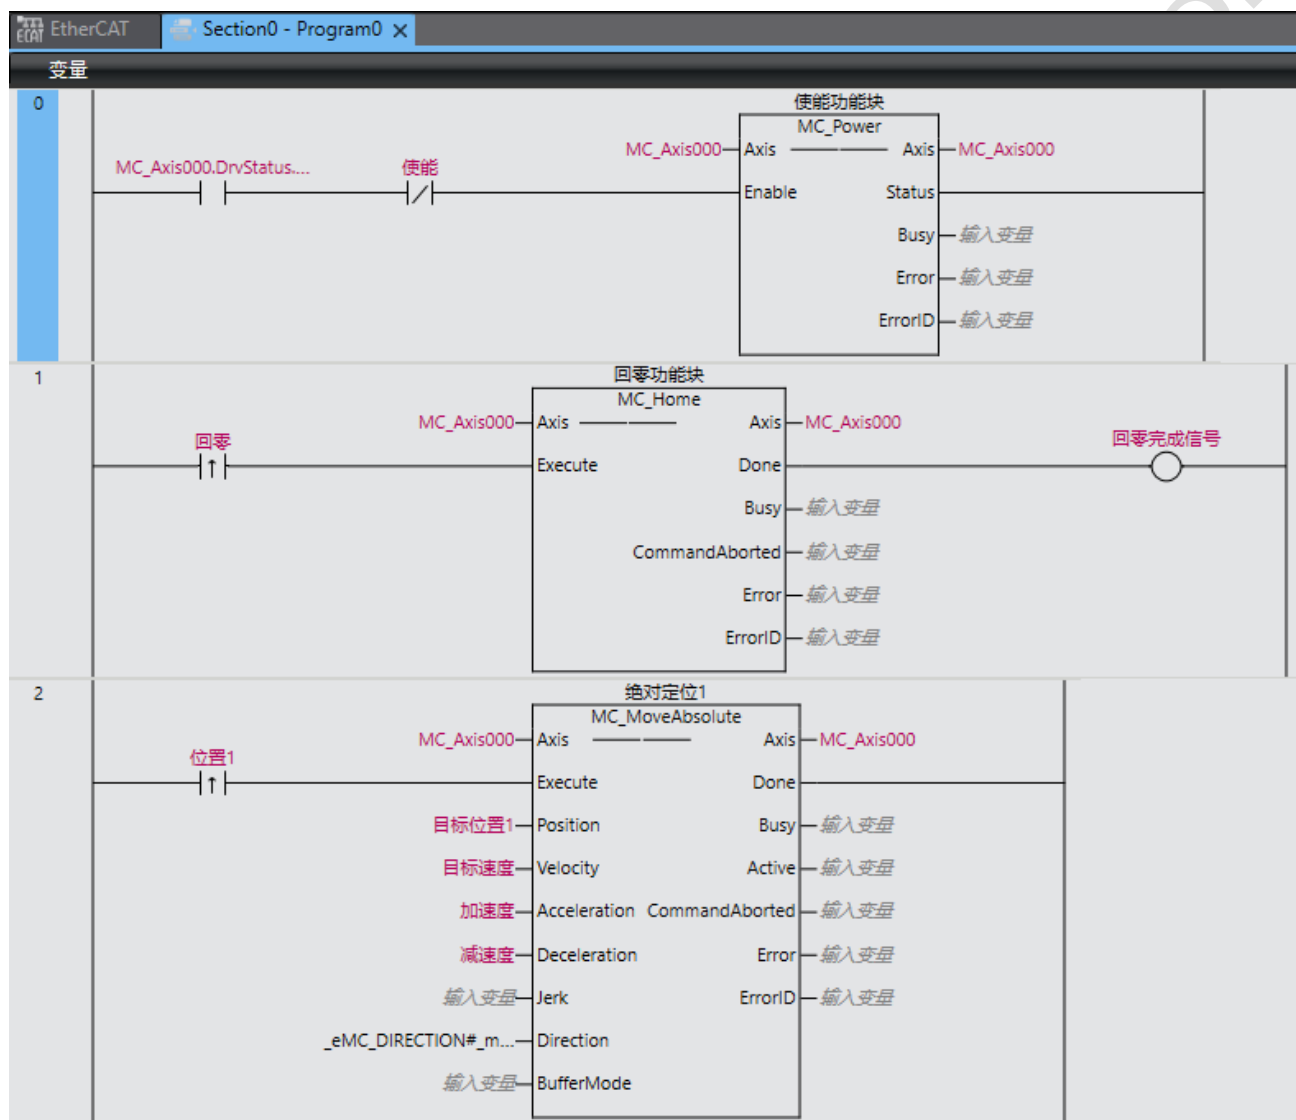 EtherCAT Section0 - Program0
变量
0
使能功能块
MC_Power
MC_Axis000 Axis Axis MC_Axis000
MC_Axis000.DrvStatus.... 使能
Enable Status
Busy 输入变量
Error 输入变量
ErrorID 输入变量
1
回零功能块
MC_Home
MC_Axis000 Axis Axis MC_Axis000
回零 回零完成信号
Execute Done
Busy 输入变量
CommandAborted 输入变量
Error 输入变量
ErrorID 输入变量
2
绝对定位1
MC_MoveAbsolute
MC_Axis000 Axis Axis MC_Axis000
位置1
Execute Done
目标位置1 Position Busy 输入变量
目标速度 Velocity Active 输入变量
加速度 Acceleration CommandAborted 输入变量
减速度 Deceleration Error 输入变量
输入变量 Jerk ErrorID 输入变量
_eMC_DIRECTION#_m... Direction
输入变量 BufferMode